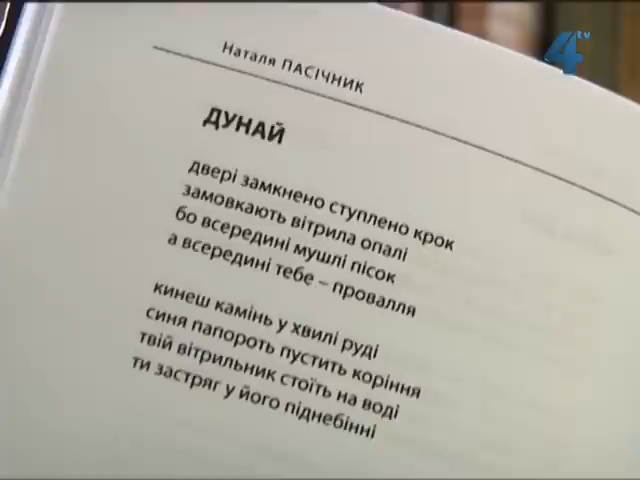 4tv
Наталя ПАСІЧНИК
ДУНАЙ
двері замкнено ступлено крок
замовкають вітрила опалі
бо всередині мушлі пісок
а всередині тебе – провалля
кинеш камінь у хвилі руді
синя папороть пустить коріння
твій вітрильник стоїть на воді
ти застряг у його піднебінні